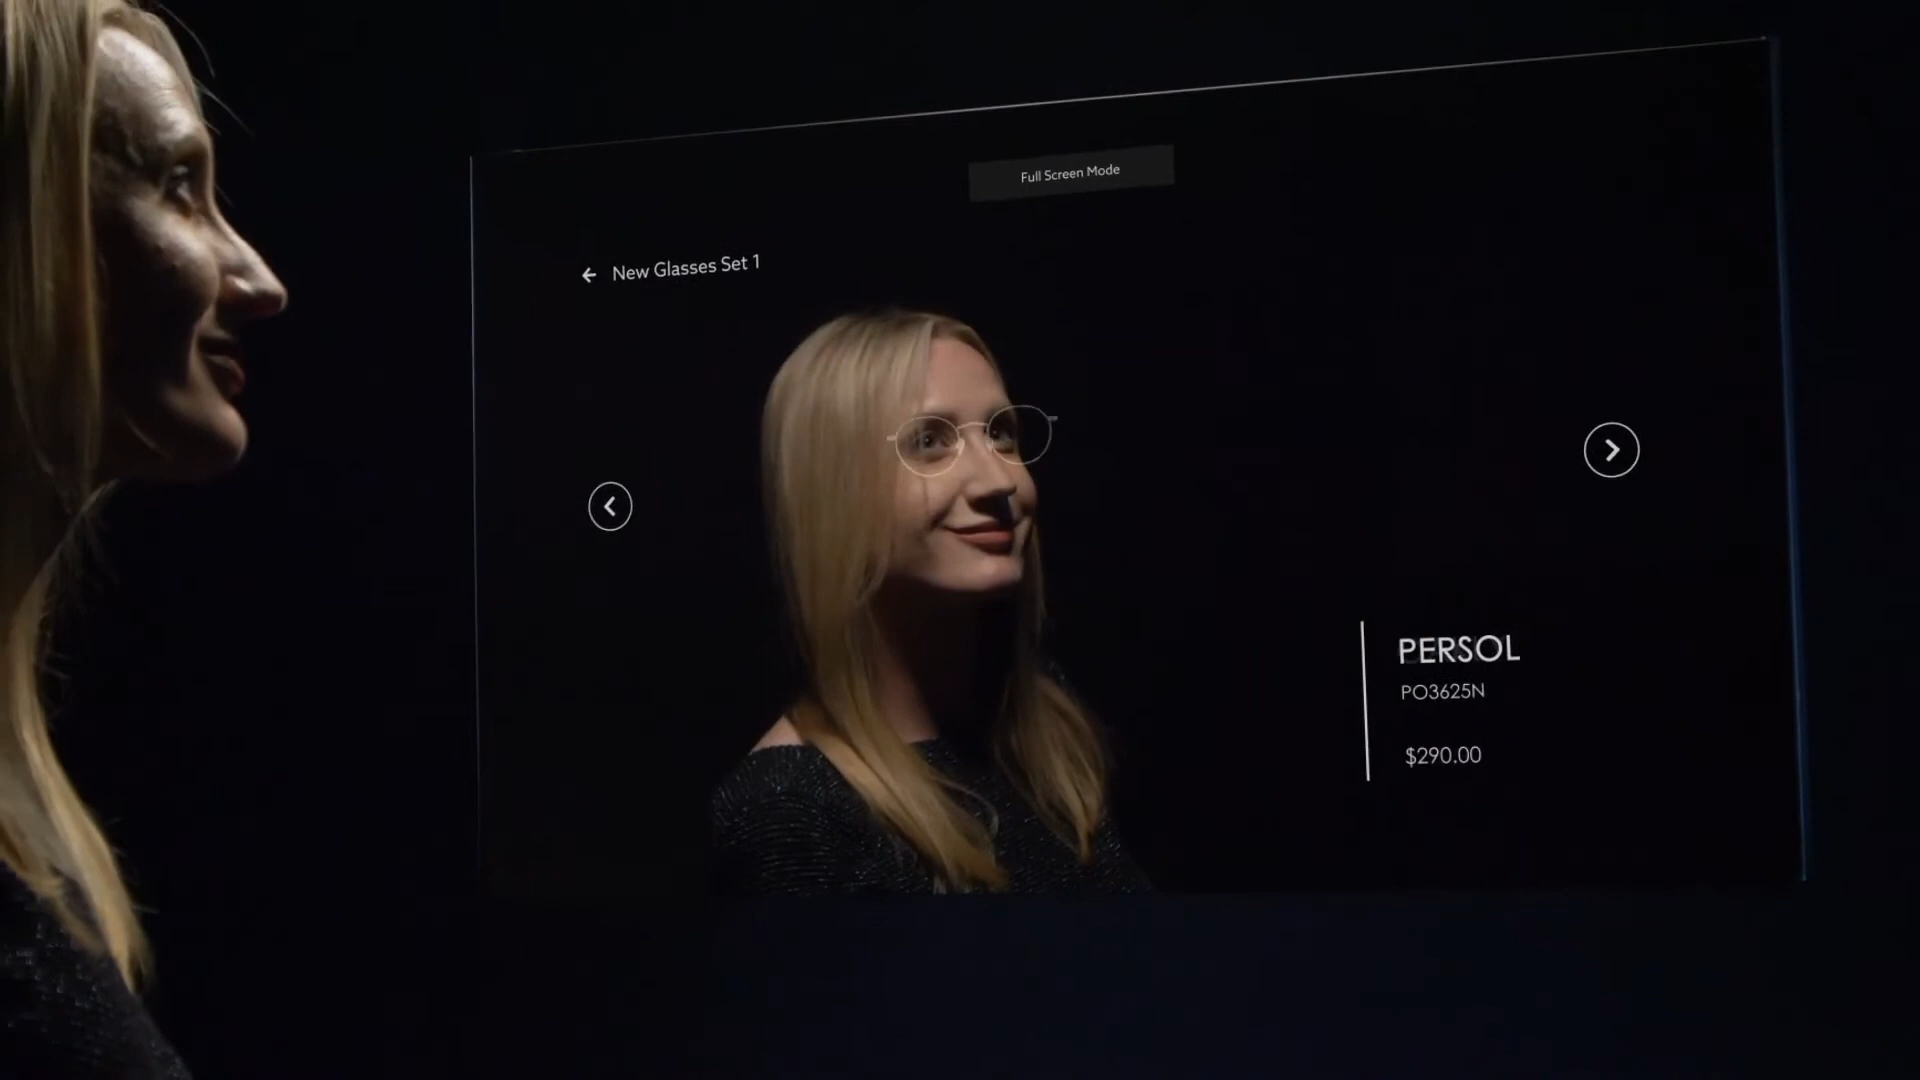 Full Screen Mode
New Glasses Set 1
PERSOL
PO3625N
$290.00